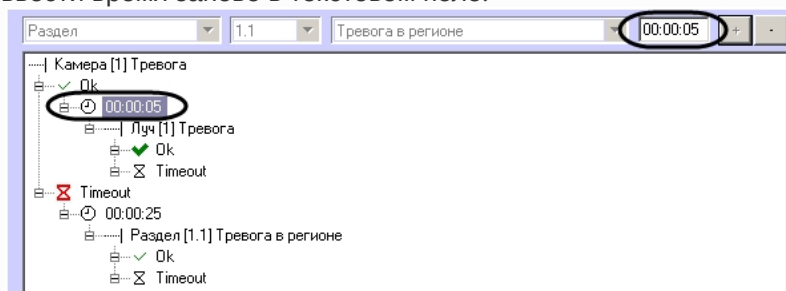 ввести время заново в текстовом поле.
Раздел 1.1 Тревога в регионе 00:00:05 + -
Камера [1] Тревога
Ok
00:00:05
Луч [1] Тревога
Ok
Timeout
Timeout
00:00:25
Раздел [1.1] Тревога в регионе
Ok
Timeout